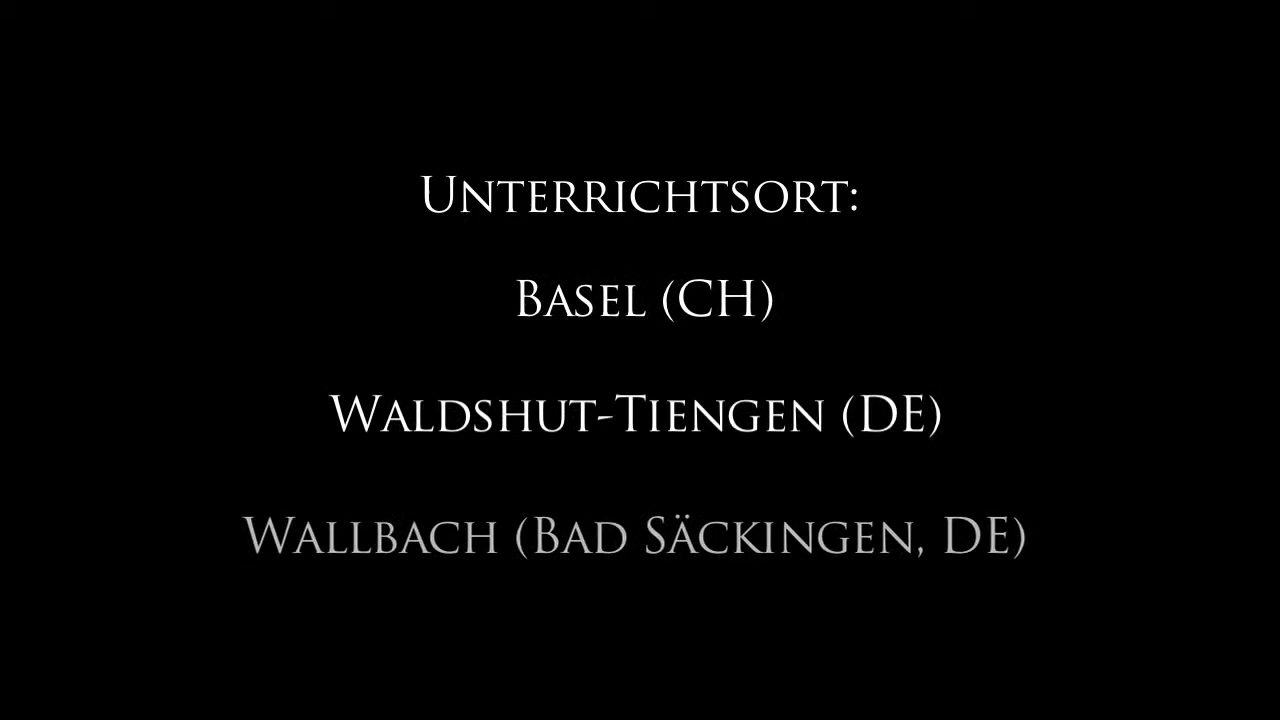 Unterrichtsort:
Basel (CH)
Waldshut-Tiengen (DE)
Wallbach (Bad Säckingen, DE)